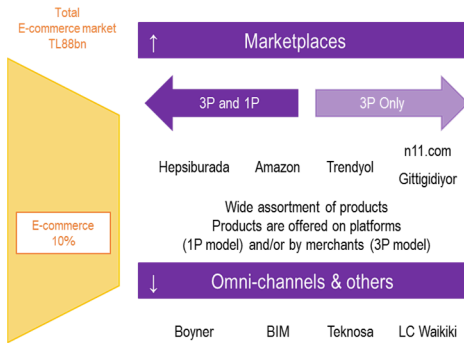 Total
E-commerce market
TL88bn
↑ Marketplaces
3P and 1P
3P Only
Hepsiburada
Amazon
Trendyol
n11.com
Gittigidiyor
Wide assortment of products
Products are offered on platforms
(1P model) and/or by merchants (3P model)
E-commerce
10%
↓ Omni-channels & others
Boyner
BIM
Teknosa
LC Waikiki